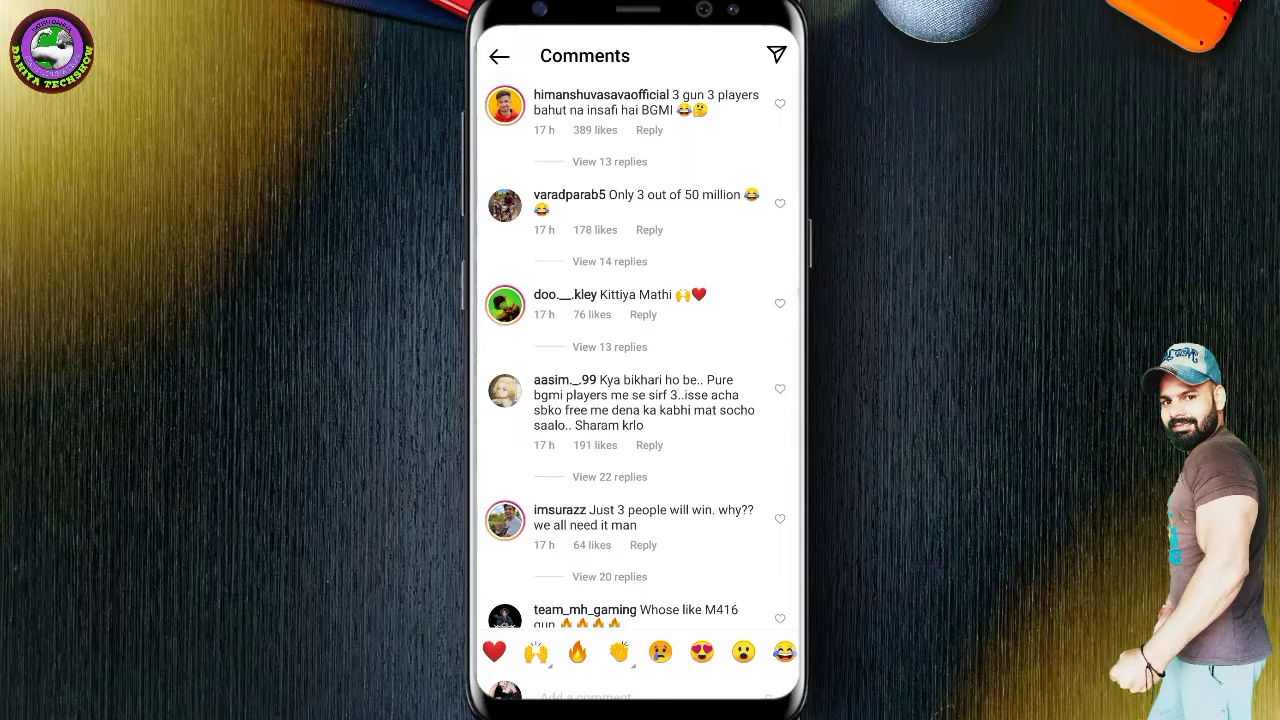 DAHIYA TECHSHOW
Comments
himanshuvasavaofficial 3 gun 3 players
bahut na insafi hai BGMI 😂🤔
17 h 389 likes Reply
View 13 replies
varadparab5 Only 3 out of 50 million 😂
😂
17 h 178 likes Reply
View 14 replies
doo.__.kley Kittiya Mathi 🙌❤️
17 h 76 likes Reply
View 13 replies
aasim._.99 Kya bikhari ho be.. Pure
bgmi players me se sirf 3..isse acha
sbko free me dena ka kabhi mat socho
saalo.. Sharam krlo
17 h 191 likes Reply
View 22 replies
imsurazz Just 3 people will win. why??
we all need it man
17 h 64 likes Reply
View 20 replies
team_mh_gaming Whose like M416
gun 🔥🔥🔥🔥
❤️🙌🔥👏😢😍😮😂
Add a comment